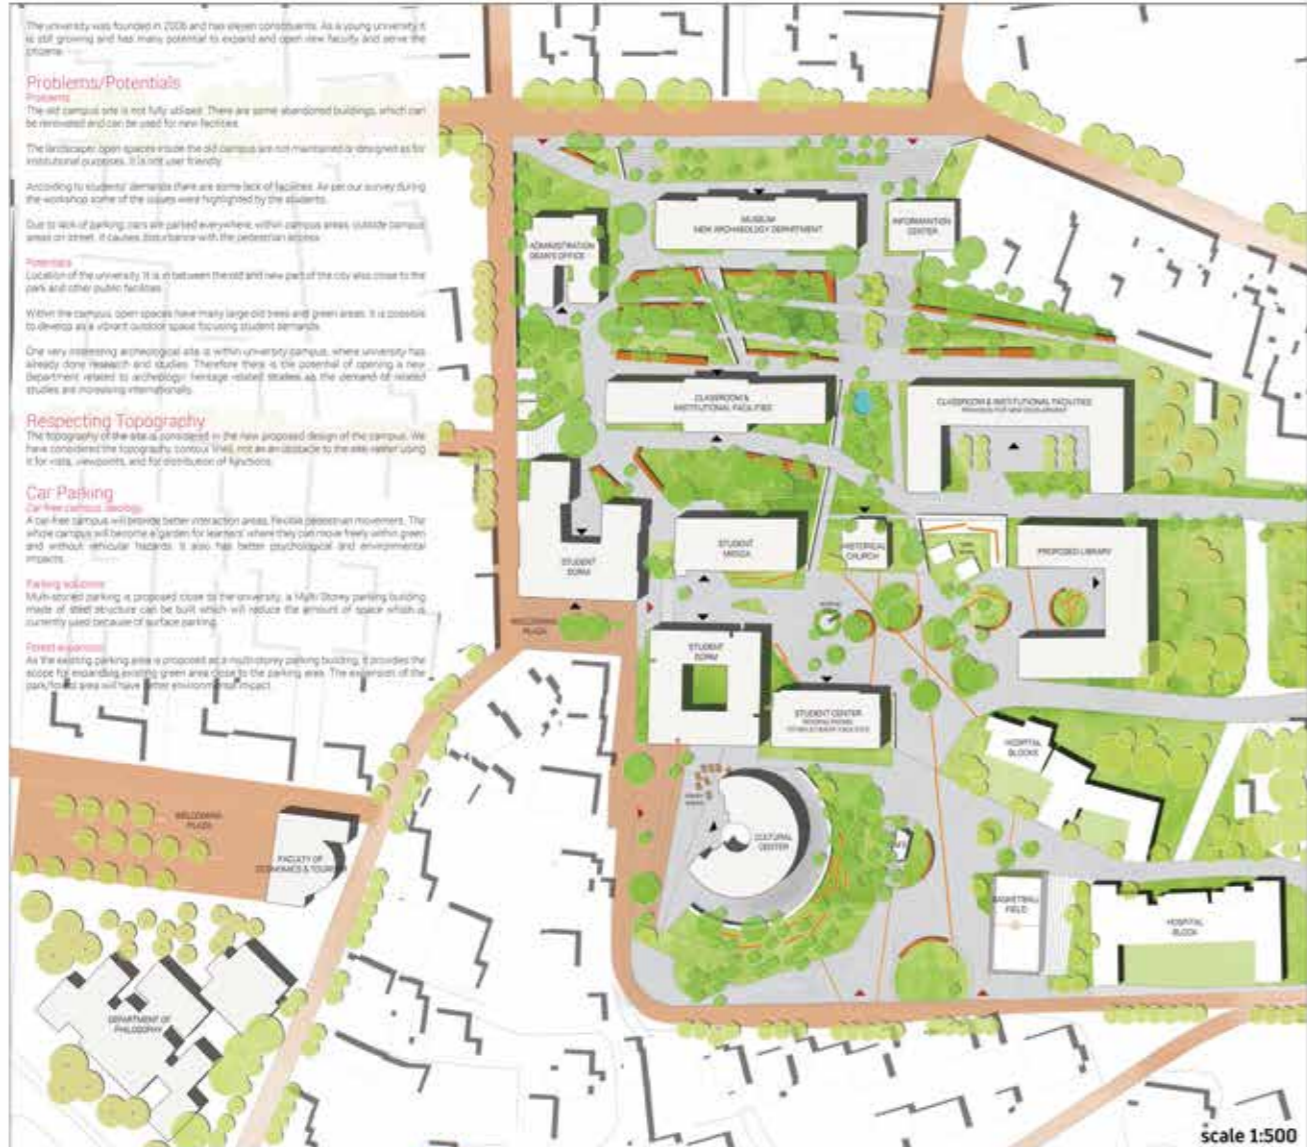 The university was founded in 2006 and has eleven constituents. As a young university it
is still growing and has many potential to expand and open new faculty and serve the
citizens.
Problems/Potentials
Problems
The old campus site is not fully utilised. There are some abandoned buildings, which can
be renovated and can be used for new facilities.
The landscape/ open spaces inside the old campus are not maintained or designed as for
institutional purposes. It is not user friendly.
According to students' demands there are some lack of facilities. As per our survey during
the workshop some of the issues were highlighted by the students.
Due to lack of parking, cars are parked everywhere, within campus areas, outside campus
areas on street. It causes disturbance with the pedestrian access.
Potentials
Location of the university. It is in between the old and new part of the city also close to the
park and other public facilities.
Within the campus, open spaces have many large old trees and green areas. It is possible
to develop as a vibrant outdoor space focusing student demands.
One very interesting archeological site is within university campus, where university has
already done research and studies. Therefore there is the potential of opening a new
department related to archeology/ heritage related studies as the demand of related
studies are increasing internationally.
Respecting Topography
The topography of the site is considered in the new proposed design of the campus. We
have considered the topography, contour lines, not as an obstacle to the site rather using
it for vista, viewpoints, and for distribution of functions.
Car Parking
Car free campus ideology
A car-free campus will provide better interaction areas, flexible pedestrian movement. The
whole campus will become a 'garden for learners' where they can move freely within green
and without vehicular hazards. It also has better psychological and environmental
impacts.
Parking solutions
Multi-storied parking is proposed close to the university, a Multi-Storey parking building
made of steel structure can be built which will reduce the amount of space which is
currently used because of surface parking.
Forest expansion
As the existing parking area is proposed as a multi-storey parking building, it provides the
scope for expanding existing green area close to the parking area. The expansion of the
park/forest area will have better environmental impact.
MUSEUM
NEW ARCHAEOLOGY DEPARTMENT
INFORMANTION
CENTER
ADMINISTRATION
DEAN'S OFFICE
CLASSROOM &
INSTITUTIONAL FACILITIES
CLASSROOM & INSTITUTIONAL FACILITIES
PROVISION FOR NEW DEVELOPMENT
STUDENT
DORM
STUDENT
MENZA
HISTORICAL
CHURCH
PROPOSED LIBRARY
WELCOMING
PLAZA
STUDENT
DORM
STUDENT CENTER
HOSPITAL
BLOCKS
CULTURAL
CENTER
CAFE
BASKETBALL
FIELD
HOSPITAL
BLOCK
WELCOMING
PLAZA
FACULTY OF
ECONOMICS & TOURISM
DEPARTMENT OF
PHILOSOPHY
scale 1:500